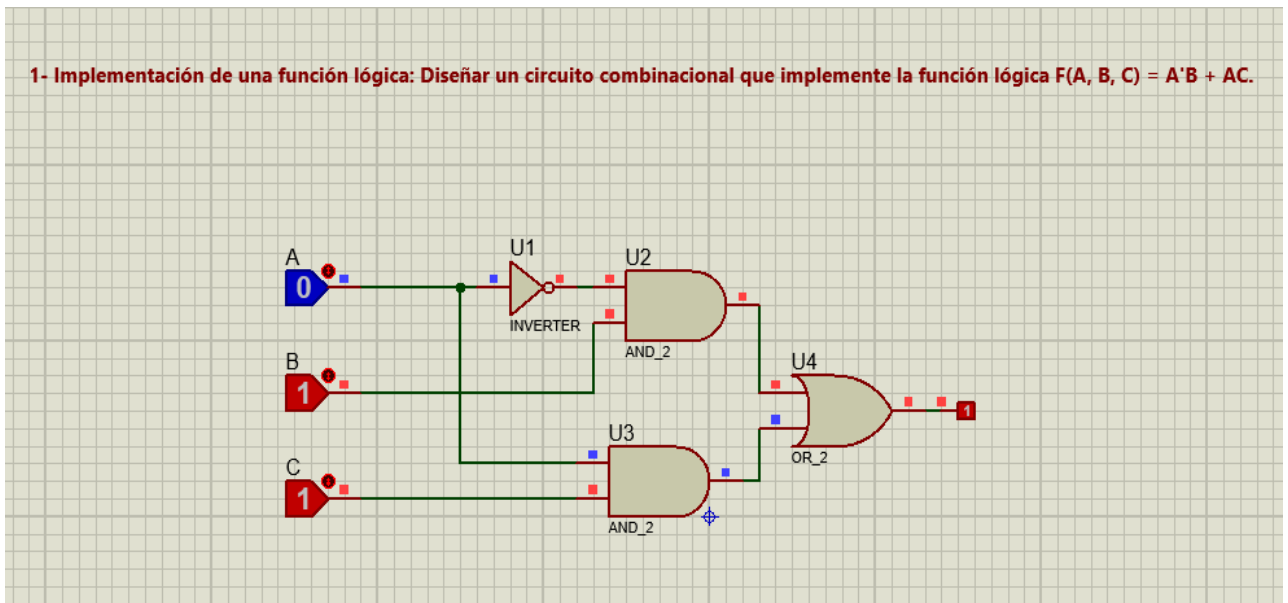 1- Implementación de una función lógica: Diseñar un circuito combinacional que implemente la función lógica F(A, B, C) = A'B + AC.
A
0
U1
INVERTER
U2
AND_2
B
1
U4
OR_2
1
U3
AND_2
C
1